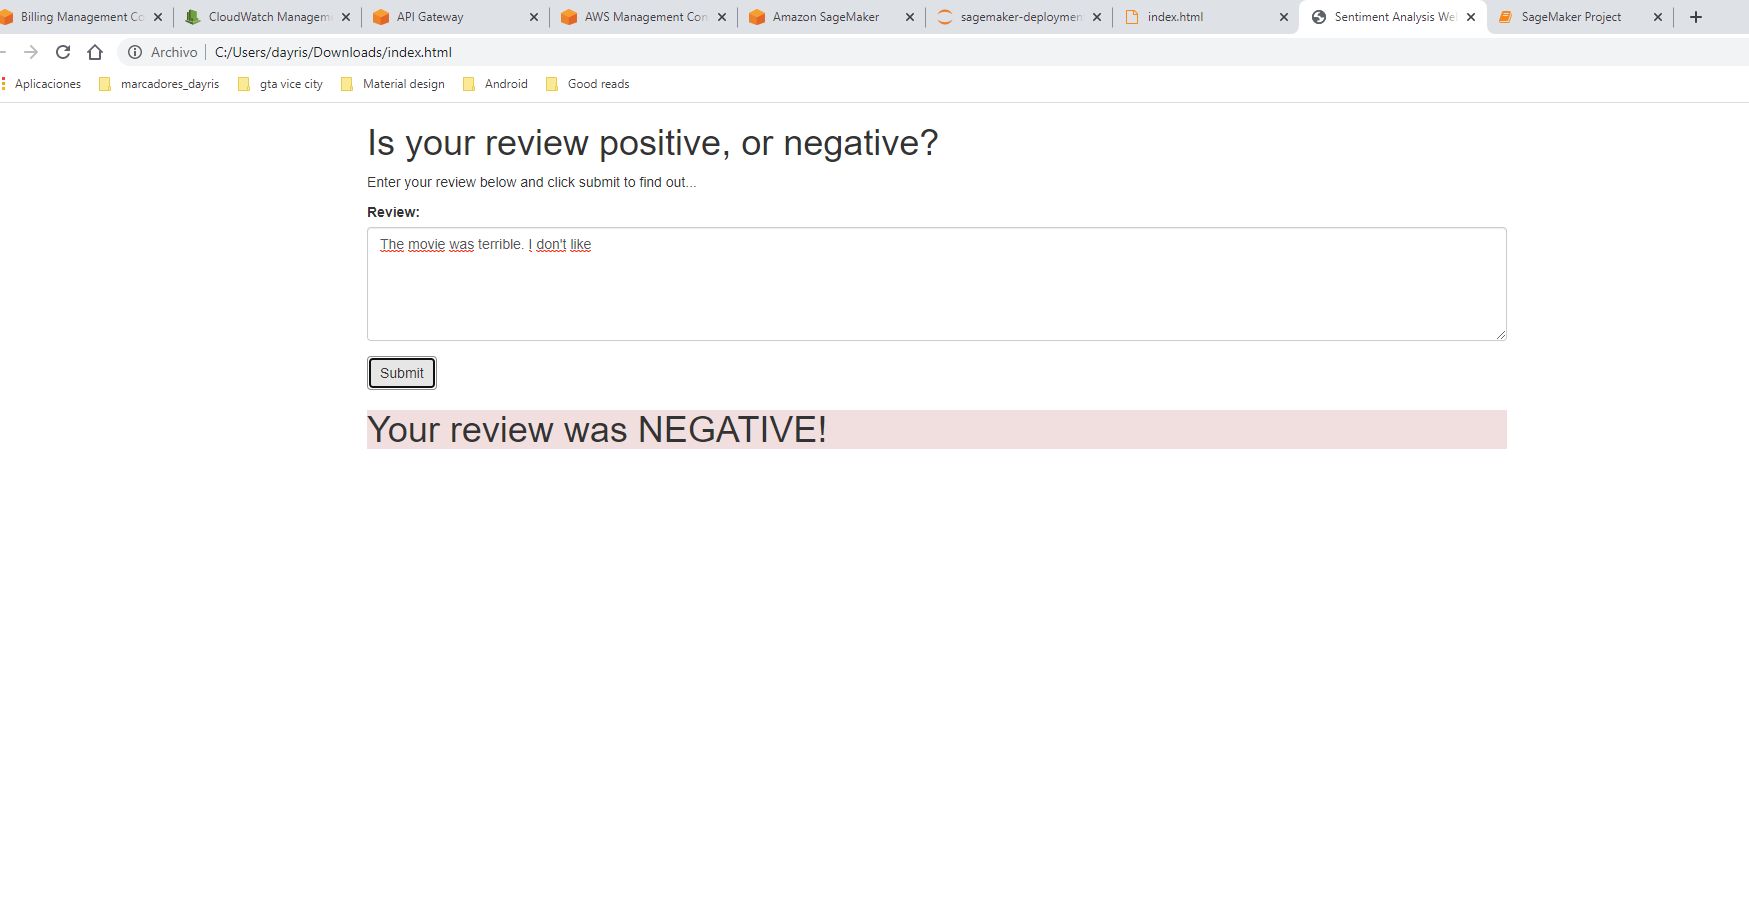 Billing Management Co
CloudWatch Managem
API Gateway
AWS Management Con
Amazon SageMaker
sagemaker-deploymen
index.html
Sentiment Analysis We
SageMaker Project
Archivo
C:/Users/dayris/Downloads/index.html
Aplicaciones
marcadores_dayris
gta vice city
Material design
Android
Good reads
Is your review positive, or negative?
Enter your review below and click submit to find out...
Review:
The movie was terrible. I don't like
Submit
Your review was NEGATIVE!